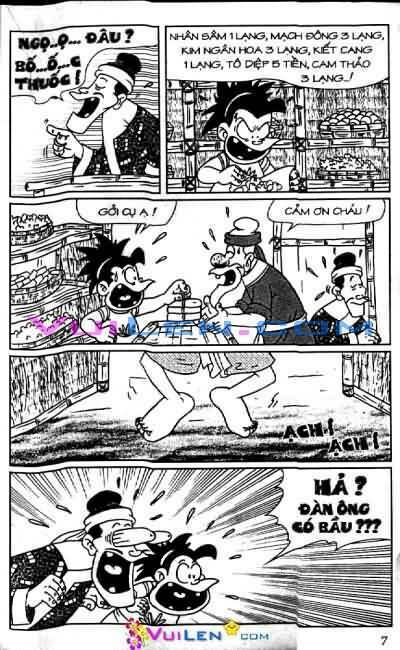 NGỌ..Ọ... ĐÂU?
BỐ...Ố...C
THUỐC!
NHÂN SÂM 1 LẠNG, MẠCH ĐÔNG 3 LẠNG,
KIM NGÂN HOA 3 LẠNG, KIẾT CANG
1 LẠNG, TÔ DIỆP 5 TIỀN, CAM THẢO
3 LẠNG..!
GỞI CỤ Ạ.!
CẢM ƠN CHÁU.!
VUILEN.COM
ẠCH!
ẠCH!
HẢ?
ĐÀN ÔNG
CÓ BẦU???
7
VUILEN.COM